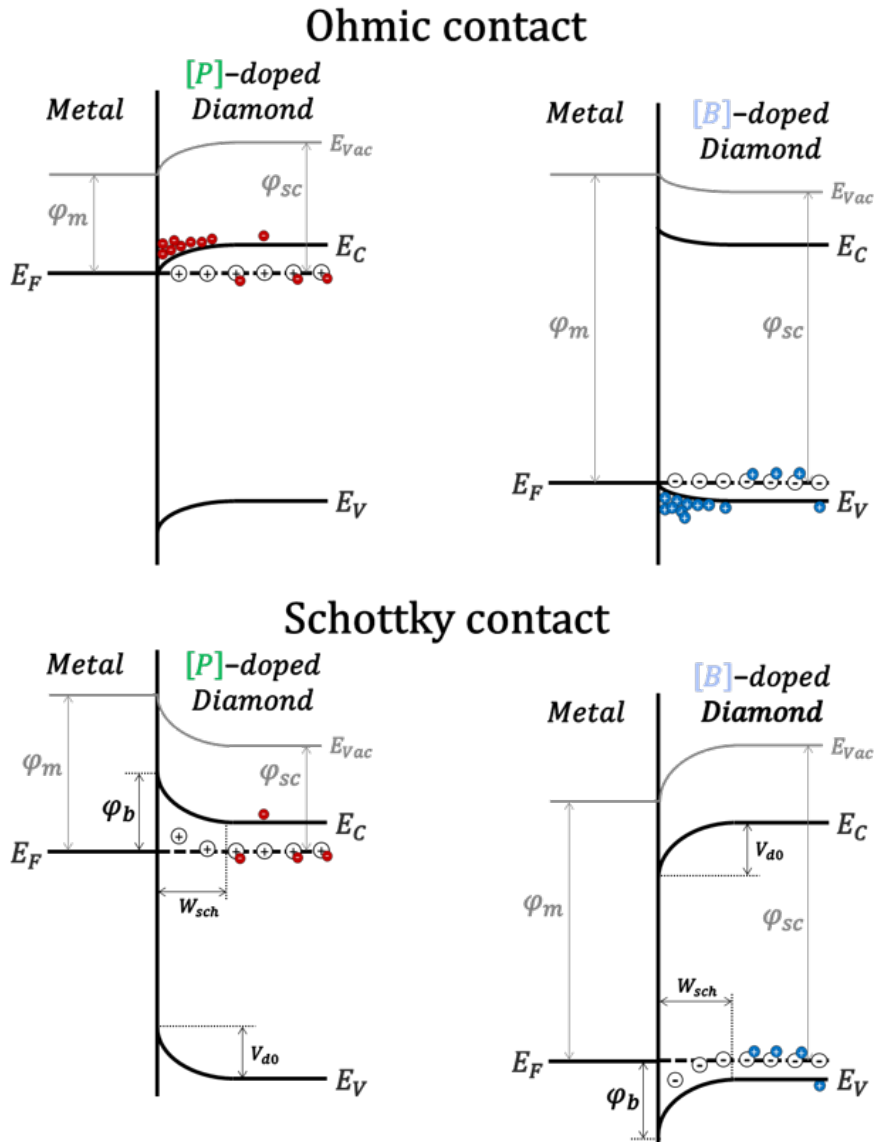 Ohmic contact
Metal
[P]-doped
Diamond
E_Vac
φ_sc
φ_m
E_C
E_F
E_V
Metal
[B]-doped
Diamond
E_Vac
E_C
φ_m
φ_sc
E_F
E_V
Schottky contact
Metal
[P]-doped
Diamond
φ_m
E_Vac
φ_sc
φ_b
E_C
E_F
W_sch
V_d0
E_V
Metal
[B]-doped
Diamond
E_Vac
E_C
V_d0
φ_m
φ_sc
W_sch
E_F
E_V
φ_b